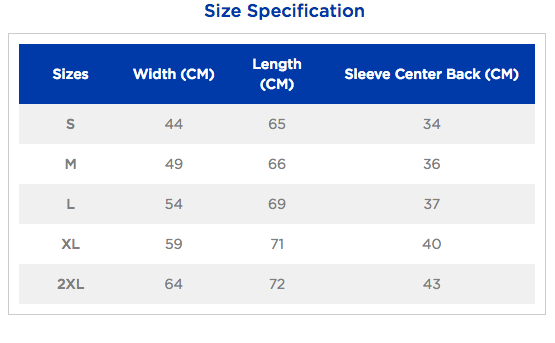 Size Specification
Sizes Width (CM) Length (CM) Sleeve Center Back (CM)
S 44 65 34
M 49 66 36
L 54 69 37
XL 59 71 40
2XL 64 72 43